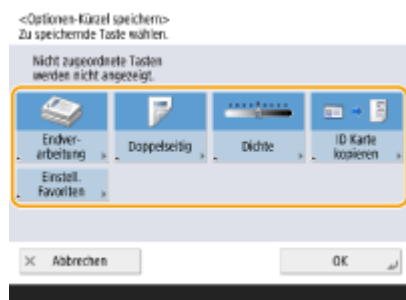 <Optionen-Kürzel speichern>
Zu speichernde Taste wählen.
Nicht zugeordnete Tasten
werden nicht angezeigt.
Endver-
arbeitung
Doppelseitig
Dichte
ID Karte
kopieren
Einstell.
Favoriten
Abbrechen
OK